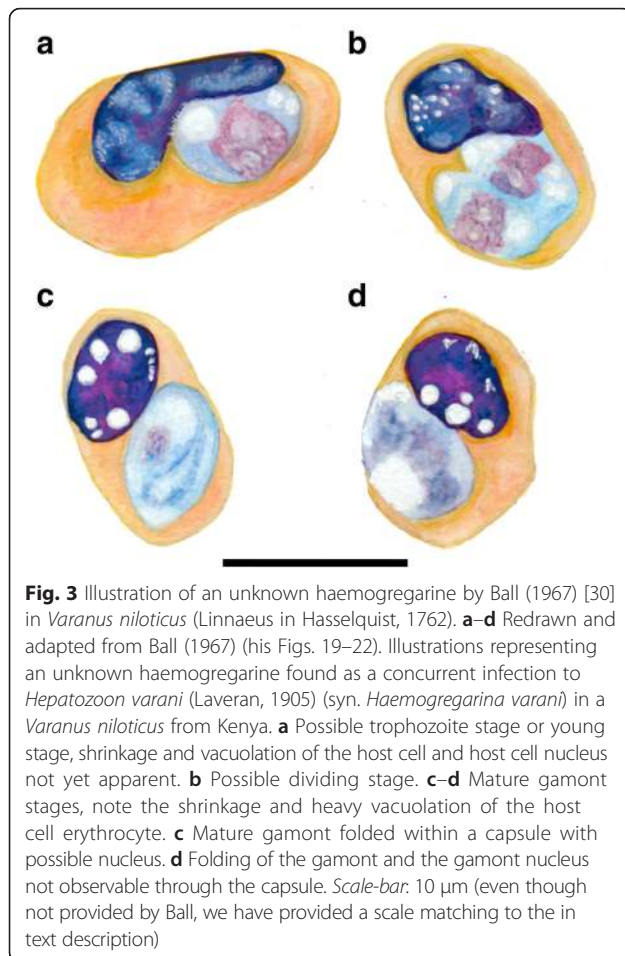 a
b
c
d
Fig. 3 Illustration of an unknown haemogregarine by Ball (1967) [30]
in Varanus niloticus (Linnaeus in Hasselquist, 1762). a–d Redrawn and
adapted from Ball (1967) (his Figs. 19–22). Illustrations representing
an unknown haemogregarine found as a concurrent infection to
Hepatozoon varani (Laveran, 1905) (syn. Haemogregarina varani) in a
Varanus niloticus from Kenya. a Possible trophozoite stage or young
stage, shrinkage and vacuolation of the host cell and host cell nucleus
not yet apparent. b Possible dividing stage. c–d Mature gamont
stages, note the shrinkage and heavy vacuolation of the host
cell erythrocyte. c Mature gamont folded within a capsule with
possible nucleus. d Folding of the gamont and the gamont nucleus
not observable through the capsule. Scale-bar: 10 μm (even though
not provided by Ball, we have provided a scale matching to the in
text description)